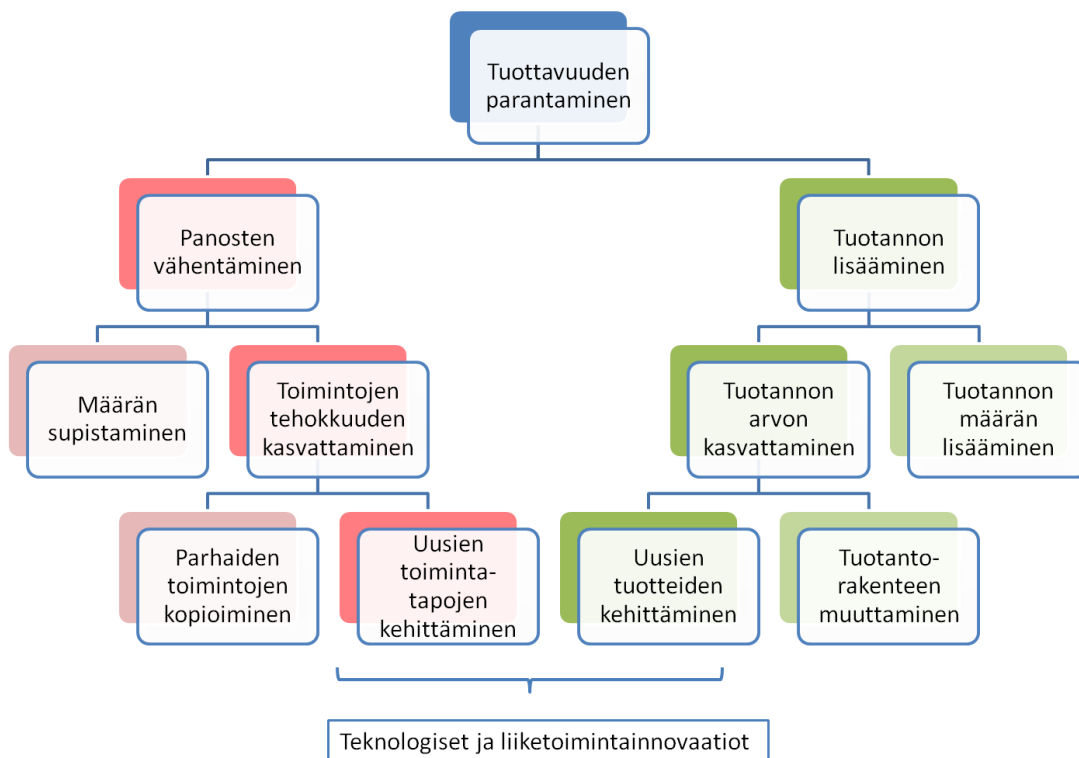 Tuottavuuden
parantaminen
Panosten
vähentäminen
Tuotannon
lisääminen
Määrän
supistaminen
Toimintojen
tehokkuuden
kasvattaminen
Tuotannon
arvon
kasvattaminen
Tuotannon
määrän
lisääminen
Parhaiden
toimintojen
kopioiminen
Uusien
toiminta-
tapojen
kehittäminen
Uusien
tuotteiden
kehittäminen
Tuotanto-
rakenteen
muuttaminen
Teknologiset ja liiketoimintainnovaatiot